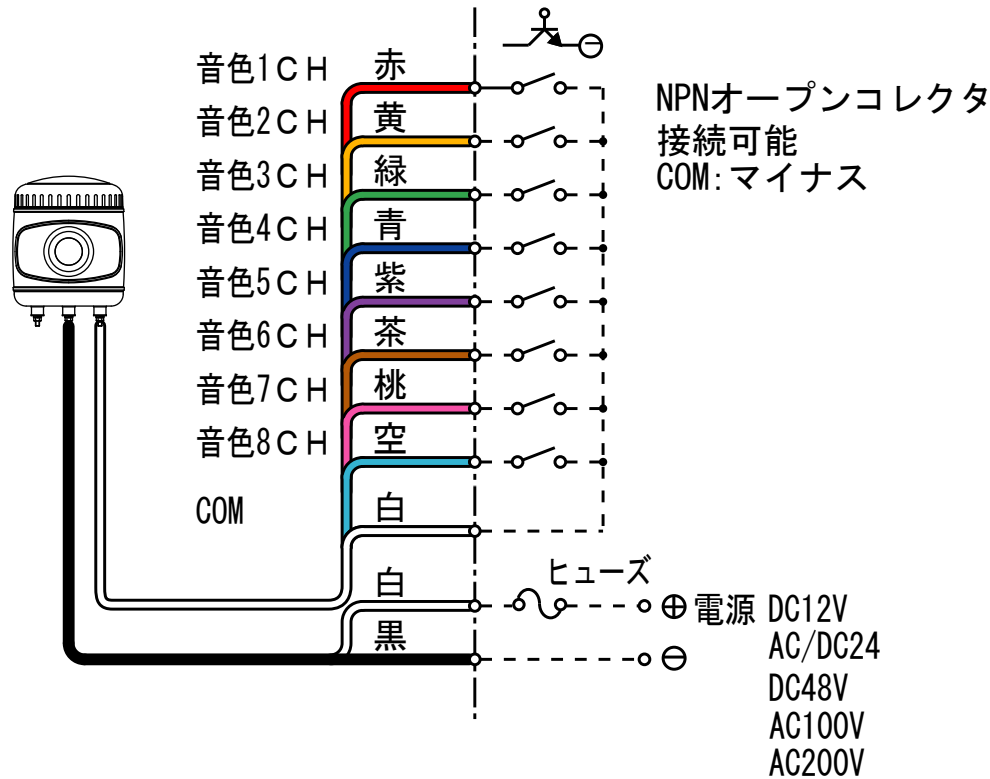 音色1ＣＨ 赤
音色2ＣＨ 黄
音色3ＣＨ 緑
音色4ＣＨ 青
音色5ＣＨ 紫
音色6ＣＨ 茶
音色7ＣＨ 桃
音色8ＣＨ 空
COM 白
NPNオープンコレクタ
接続可能
COM:マイナス
ヒューズ
白 ⊕ 電源 DC12V
黒 ⊖ AC/DC24
DC48V
AC100V
AC200V